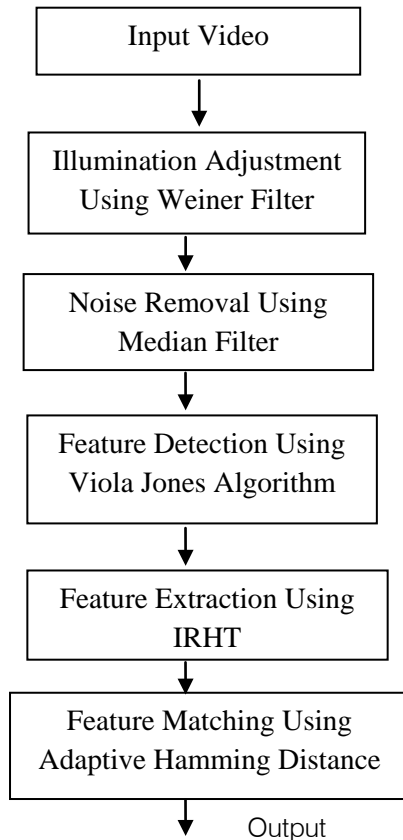 Input Video
Illumination Adjustment
Using Weiner Filter
Noise Removal Using
Median Filter
Feature Detection Using
Viola Jones Algorithm
Feature Extraction Using
IRHT
Feature Matching Using
Adaptive Hamming Distance
Output